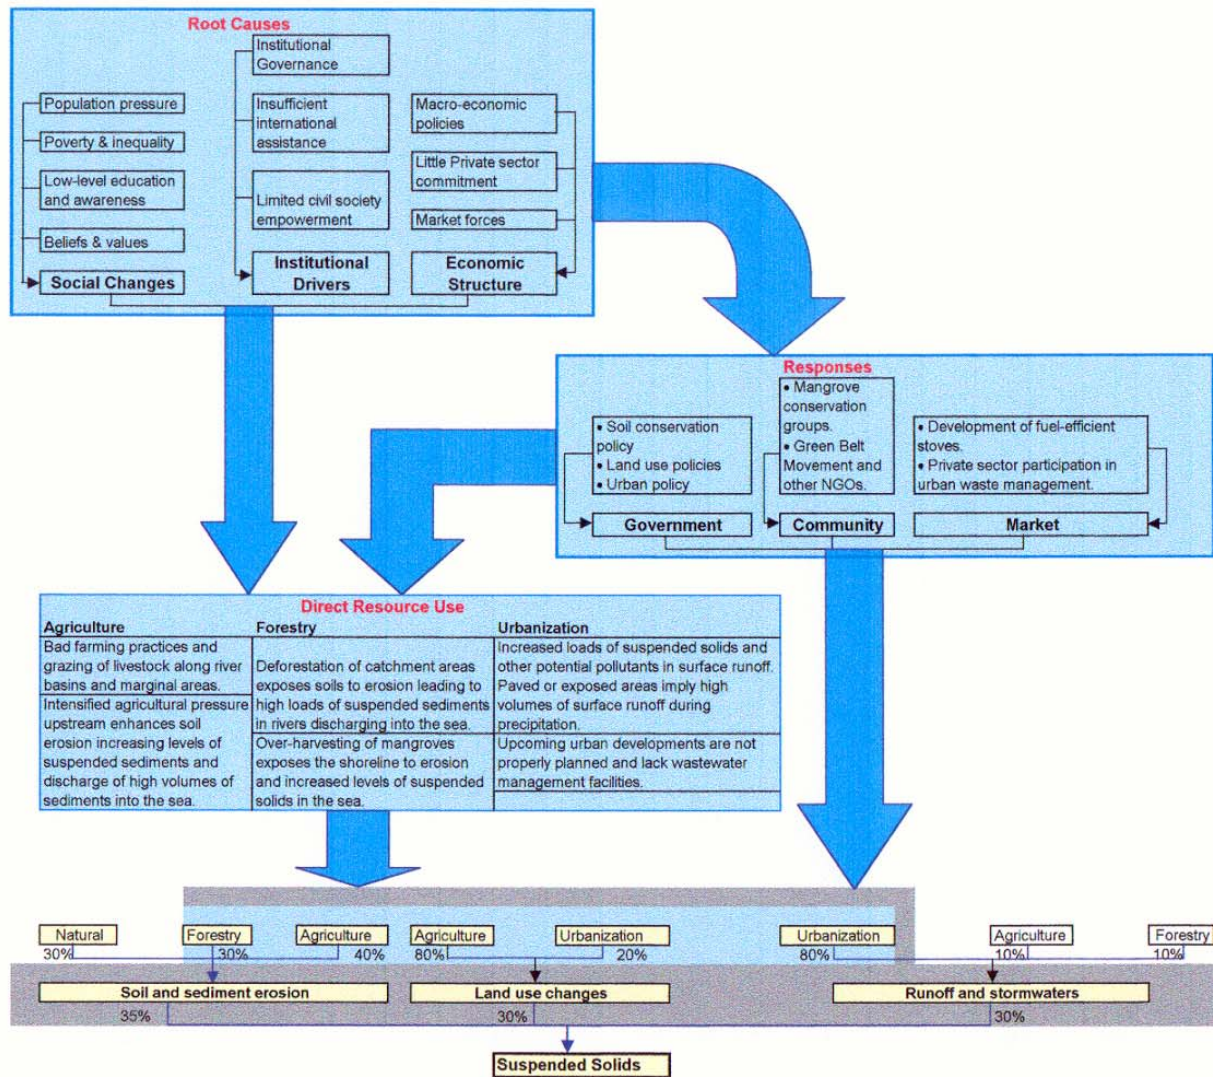 Root Causes
Institutional
Governance
Population pressure
Poverty & inequality
Low-level education
and awareness
Beliefs & values
Social Changes
Insufficient
international
assistance
Limited civil society
empowerment
Institutional
Drivers
Macro-economic
policies
Little Private sector
commitment
Market forces
Economic
Structure
Responses
• Soil conservation
policy
• Land use policies
• Urban policy
Government
• Mangrove
conservation
groups.
• Green Belt
Movement and
other NGOs.
Community
• Development of fuel-efficient
stoves.
• Private sector participation in
urban waste management.
Market
Direct Resource Use
Agriculture
Bad farming practices and
grazing of livestock along river
basins and marginal areas.
Intensified agricultural pressure
upstream enhances soil
erosion increasing levels of
suspended sediments and
discharge of high volumes of
sediments into the sea.
Forestry
Deforestation of catchment areas
exposes soils to erosion leading to
high loads of suspended sediments
in rivers discharging into the sea.
Over-harvesting of mangroves
exposes the shoreline to erosion
and increased levels of suspended
solids in the sea.
Urbanization
Increased loads of suspended solids and
other potential pollutants in surface runoff.
Paved or exposed areas imply high
volumes of surface runoff during
precipitation.
Upcoming urban developments are not
properly planned and lack wastewater
management facilities.
Natural Forestry Agriculture Agriculture Urbanization Urbanization Agriculture Forestry
30% 30% 40% 80% 20% 80% 10% 10%
Soil and sediment erosion Land use changes Runoff and stormwaters
35% 30% 30%
Suspended Solids